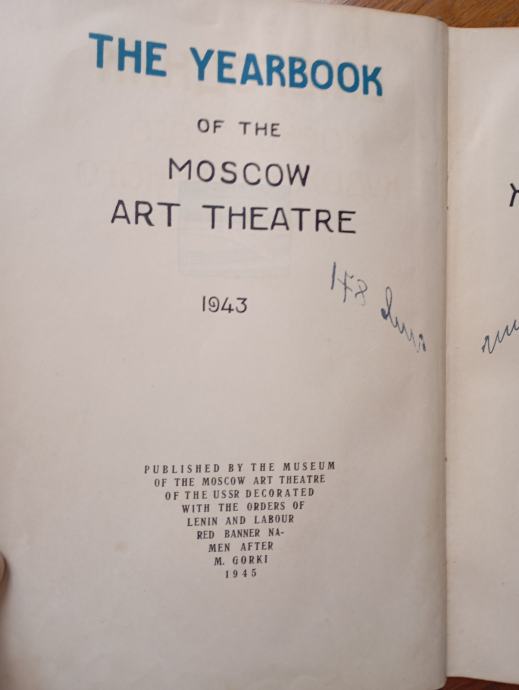 THE YEARBOOK
OF THE
MOSCOW
ART THEATRE
1943
178
PUBLISHED BY THE MUSEUM
OF THE MOSCOW ART THEATRE
OF THE USSR DECORATED
WITH THE ORDERS OF
LENIN AND LABOUR
RED BANNER NA-
MEN AFTER
M. GORKI
1945